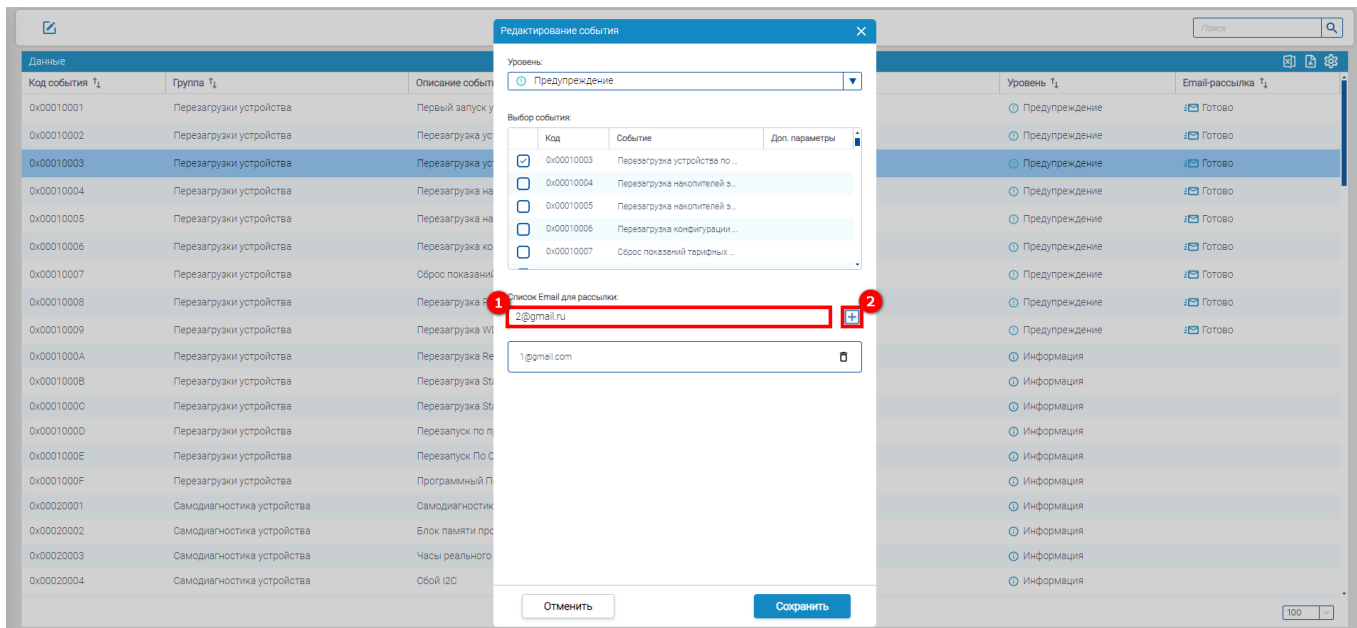 Поиск
Данные
Код события Группа Описание Уровень Email-рассылка
0x00010001 Перезагрузки устройства Первый запуск Предупреждение Готово
0x00010002 Перезагрузки устройства Перезагрузка Предупреждение Готово
0x00010003 Перезагрузки устройства Перезагрузка Предупреждение Готово
0x00010004 Перезагрузки устройства Перезагрузка на Предупреждение Готово
0x00010005 Перезагрузки устройства Перезагрузка на Предупреждение Готово
0x00010006 Перезагрузки устройства Перезагрузка Предупреждение Готово
0x00010007 Перезагрузки устройства Сброс показаний Предупреждение Готово
0x00010008 Перезагрузки устройства Перезагрузка Предупреждение Готово
0x00010009 Перезагрузки устройства Перезагрузка Предупреждение Готово
0x0001000A Перезагрузки устройства Перезагрузка Re Информация
0x0001000B Перезагрузки устройства Перезагрузка Информация
0x0001000C Перезагрузки устройства Перезагрузка Информация
0x0001000D Перезагрузки устройства Перезапуск по Информация
0x0001000E Перезагрузки устройства Перезапуск По Информация
0x0001000F Перезагрузки устройства Программный Информация
0x00020001 Самодиагностика устройства Информация
0x00020002 Самодиагностика устройства Блок памяти Информация
0x00020003 Самодиагностика устройства Часы реального Информация
0x00020004 Самодиагностика устройства Сбой I2C Информация
100
Редактирование события
Уровень:
Предупреждение
Выбор события:
Код Событие Доп. параметры
0x00010003 Перезагрузка устройства по ...
0x00010004 Перезагрузка накопителей э...
0x00010005 Перезагрузка накопителей э...
0x00010006 Перезагрузка конфигурации ...
0x00010007 Сброс показаний тарифных ...
Список Email для рассылки:
1 2
2@gmail.ru
1@gmail.com
Отменить Сохранить